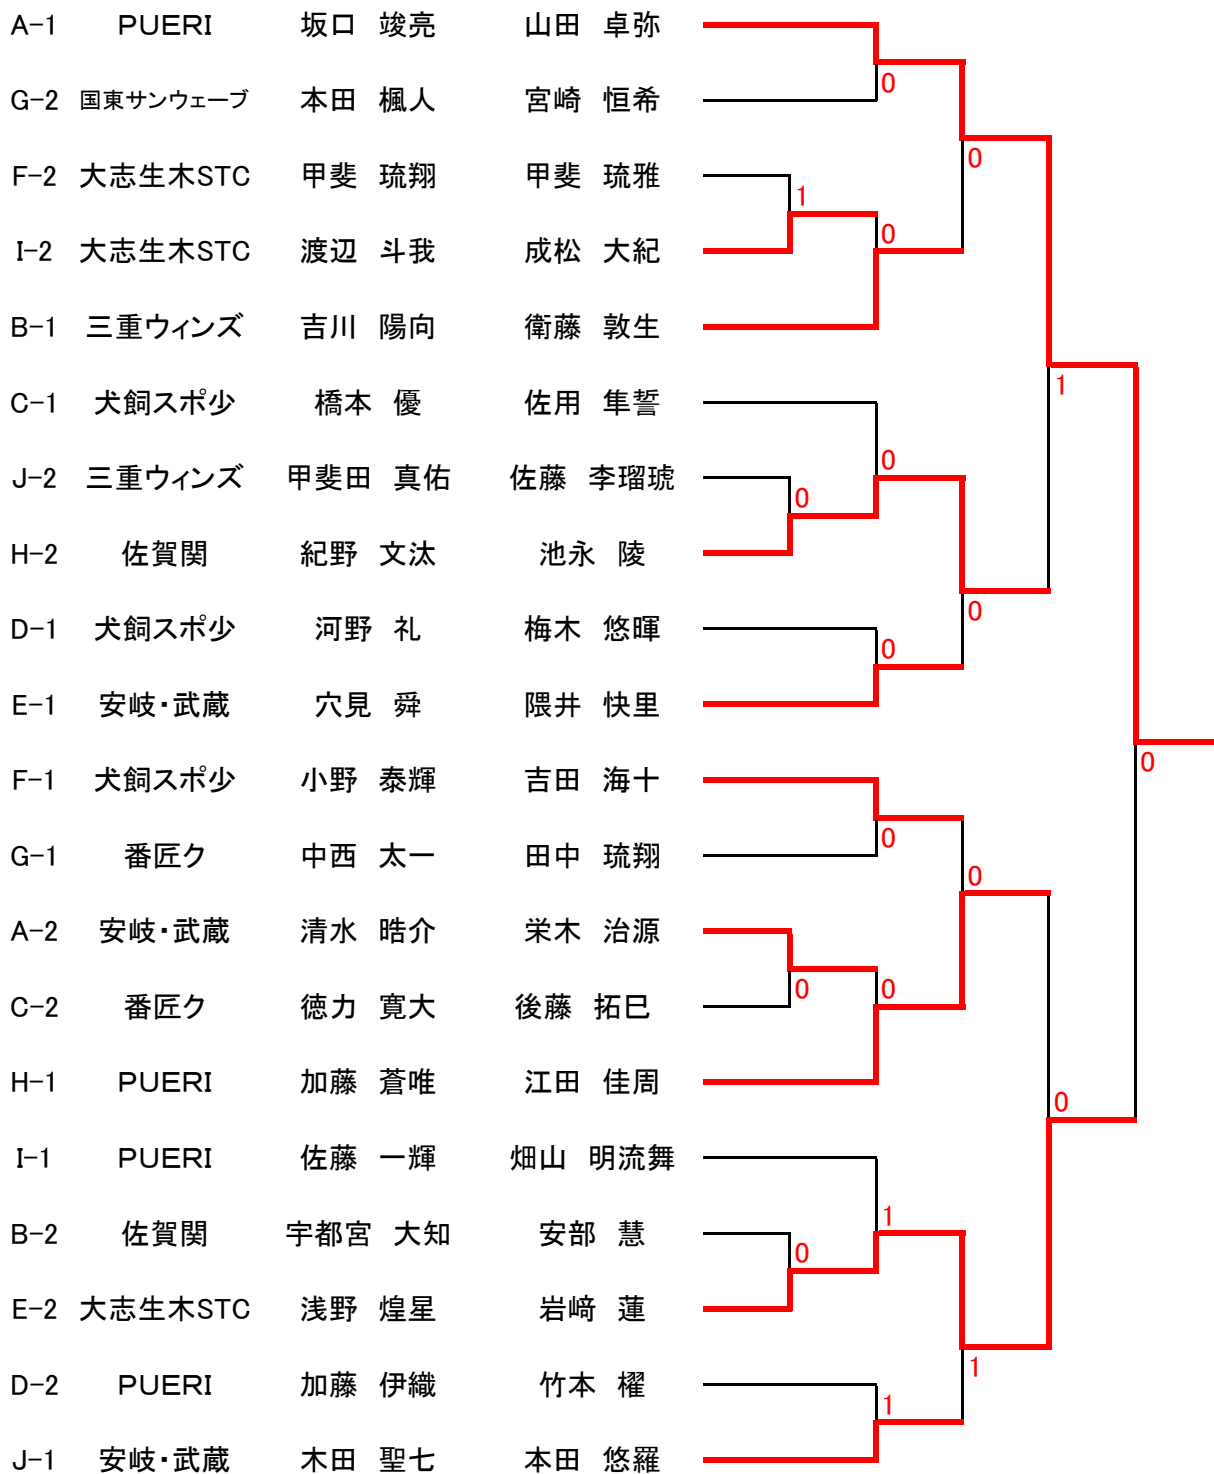 A-1 PUERI 坂口 竣亮 山田 卓弥
0
G-2 国東サンウェーブ 本田 楓人 宮崎 恒希
0
F-2 大志生木STC 甲斐 琉翔 甲斐 琉雅
1
0
I-2 大志生木STC 渡辺 斗我 成松 大紀
B-1 三重ウィンズ 吉川 陽向 衛藤 敦生
1
C-1 犬飼スポ少 橋本 優 佐用 隼誓
0
J-2 三重ウィンズ 甲斐田 真佑 佐藤 李瑠琥
0
H-2 佐賀関 紀野 文汰 池永 陵
0
D-1 犬飼スポ少 河野 礼 梅木 悠暉
0
E-1 安岐・武蔵 穴見 舜 隈井 快里
0
F-1 犬飼スポ少 小野 泰輝 吉田 海十
0
G-1 番匠ク 中西 太一 田中 琉翔
0
A-2 安岐・武蔵 清水 晧介 栄木 治源
0 0
C-2 番匠ク 徳力 寛大 後藤 拓巳
H-1 PUERI 加藤 蒼唯 江田 佳周
0
I-1 PUERI 佐藤 一輝 畑山 明流舞
1
B-2 佐賀関 宇都宮 大知 安部 慧
0
E-2 大志生木STC 浅野 煌星 岩﨑 蓮
1
D-2 PUERI 加藤 伊織 竹本 櫂
1
J-1 安岐・武蔵 木田 聖七 本田 悠羅